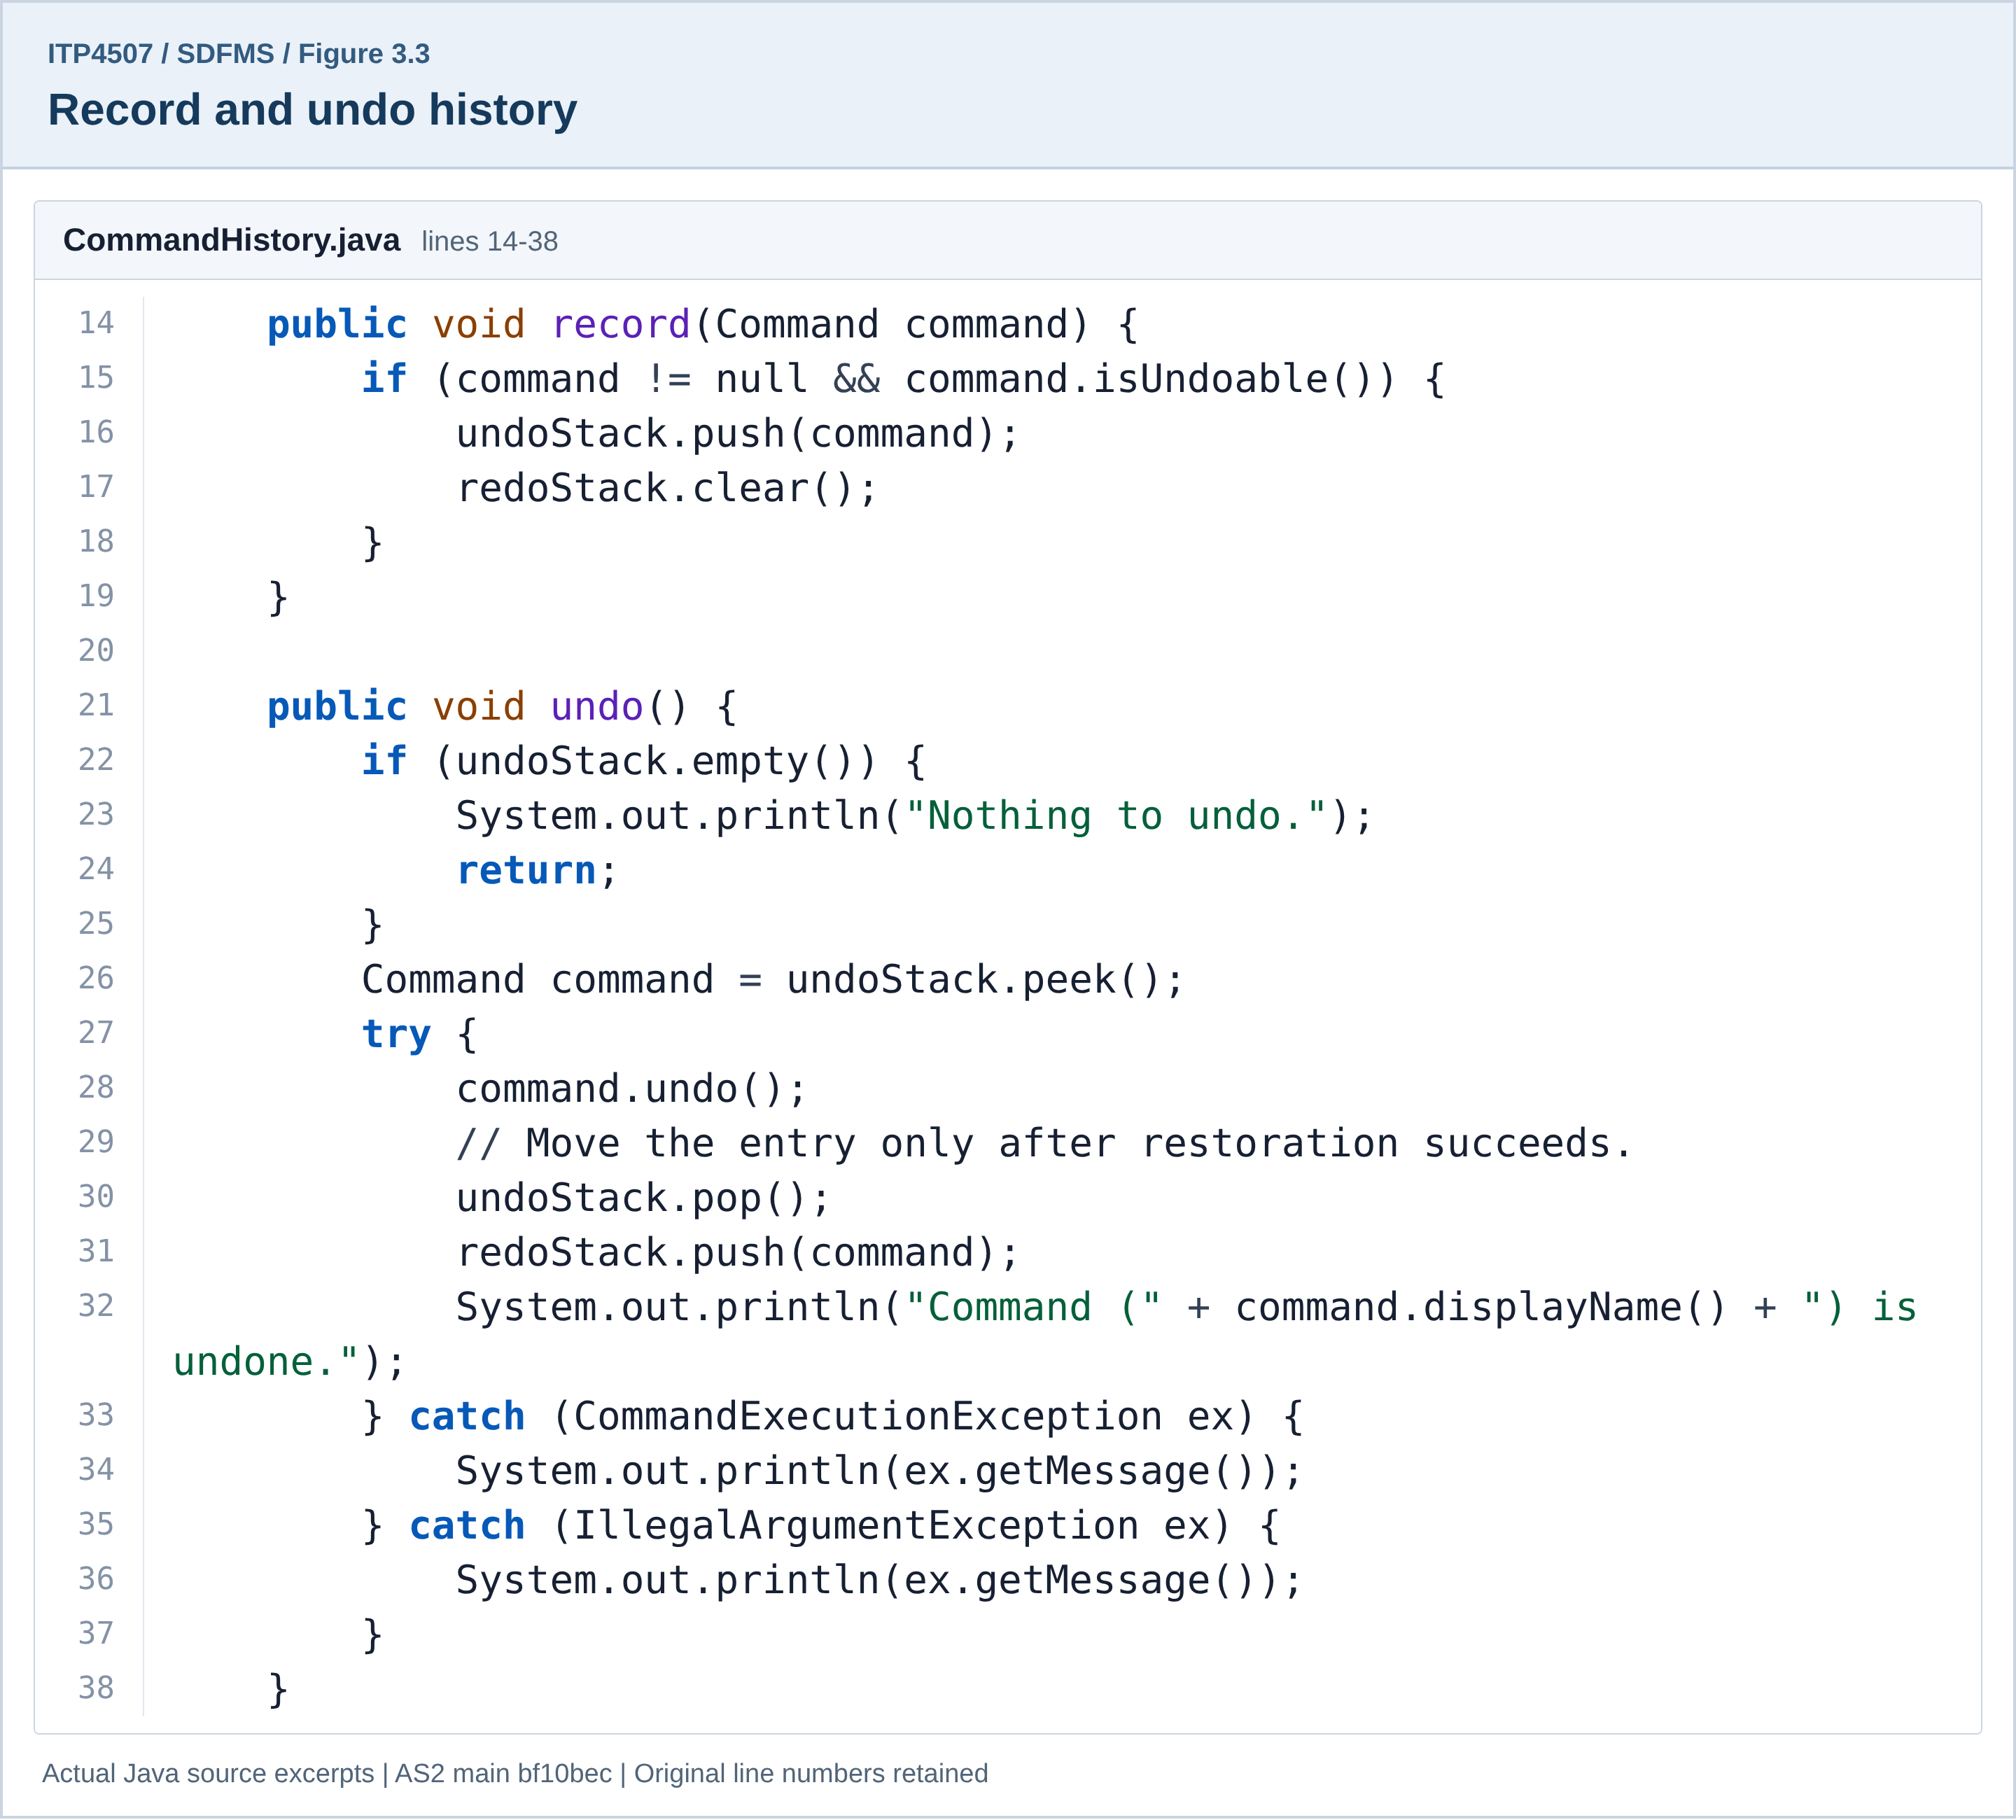 ITP4507 / SDFMS / Figure 3.3
Record and undo history
CommandHistory.java lines 14-38
14     public void record(Command command) {
15         if (command != null && command.isUndoable()) {
16             undoStack.push(command);
17             redoStack.clear();
18         }
19     }
20
21     public void undo() {
22         if (undoStack.empty()) {
23             System.out.println("Nothing to undo.");
24             return;
25         }
26         Command command = undoStack.peek();
27         try {
28             command.undo();
29             // Move the entry only after restoration succeeds.
30             undoStack.pop();
31             redoStack.push(command);
32             System.out.println("Command (" + command.displayName() + ") is
undone.");
33         } catch (CommandExecutionException ex) {
34             System.out.println(ex.getMessage());
35         } catch (IllegalArgumentException ex) {
36             System.out.println(ex.getMessage());
37         }
38     }
Actual Java source excerpts | AS2 main bf10bec | Original line numbers retained